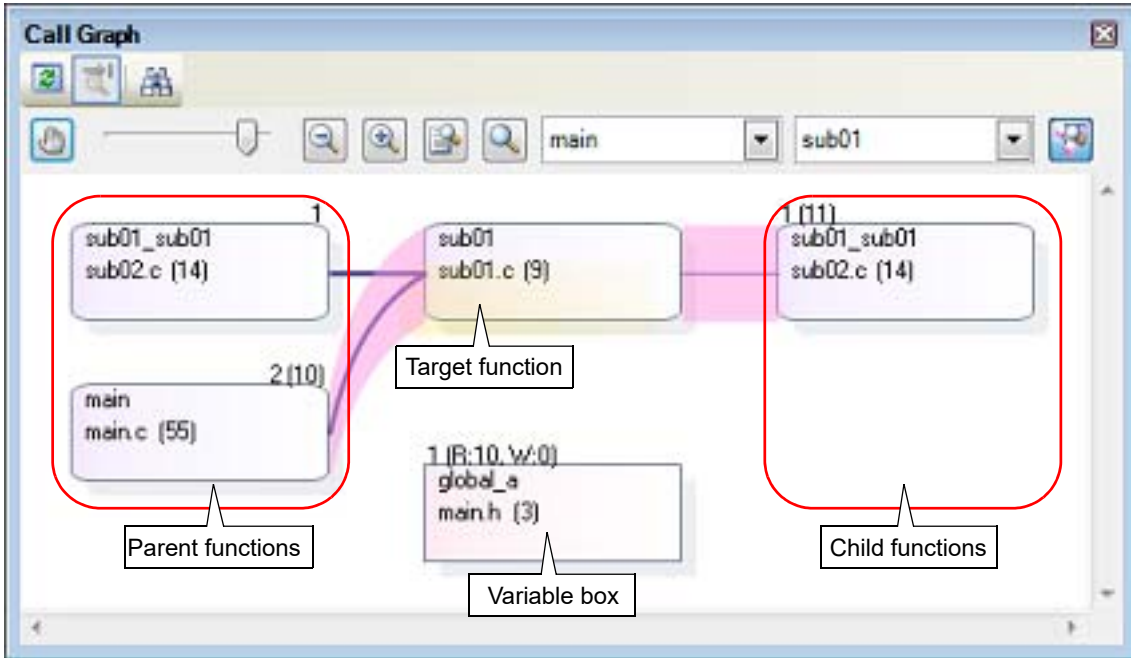 Call Graph
main
sub01
1
sub01_sub01
sub02.c (14)
sub01
sub01.c (9)
1 (11)
sub01_sub01
sub02.c (14)
Target function
2 (10)
main
main.c (55)
1 (R:10, W:0)
global_a
main.h (3)
Parent functions
Child functions
Variable box